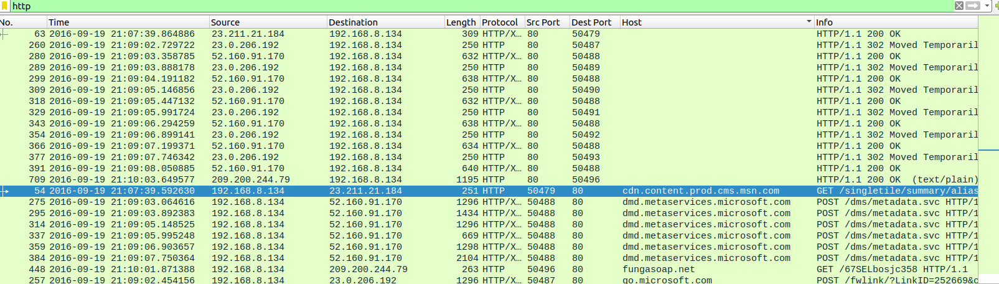 http
No. Time Source Destination Length Protocol Src Port Dest Port Host Info
63 2016-09-19 21:07:39.864886 23.211.21.184 192.168.8.134 309 HTTP/X… 80 50479 HTTP/1.1 200 OK
260 2016-09-19 21:09:02.729722 23.0.206.192 192.168.8.134 250 HTTP 80 50487 HTTP/1.1 302 Moved Temporaril
280 2016-09-19 21:09:03.358785 52.160.91.170 192.168.8.134 632 HTTP/X… 80 50488 HTTP/1.1 200 OK
289 2016-09-19 21:09:03.888178 23.0.206.192 192.168.8.134 250 HTTP 80 50489 HTTP/1.1 302 Moved Temporaril
299 2016-09-19 21:09:04.191182 52.160.91.170 192.168.8.134 638 HTTP/X… 80 50488 HTTP/1.1 200 OK
309 2016-09-19 21:09:05.146856 23.0.206.192 192.168.8.134 250 HTTP 80 50490 HTTP/1.1 302 Moved Temporaril
318 2016-09-19 21:09:05.447132 52.160.91.170 192.168.8.134 632 HTTP/X… 80 50488 HTTP/1.1 200 OK
329 2016-09-19 21:09:05.991724 23.0.206.192 192.168.8.134 250 HTTP 80 50491 HTTP/1.1 302 Moved Temporaril
343 2016-09-19 21:09:06.294259 52.160.91.170 192.168.8.134 638 HTTP/X… 80 50488 HTTP/1.1 200 OK
354 2016-09-19 21:09:06.899141 23.0.206.192 192.168.8.134 250 HTTP 80 50492 HTTP/1.1 302 Moved Temporaril
366 2016-09-19 21:09:07.199371 52.160.91.170 192.168.8.134 634 HTTP/X… 80 50488 HTTP/1.1 200 OK
377 2016-09-19 21:09:07.746342 23.0.206.192 192.168.8.134 250 HTTP 80 50493 HTTP/1.1 302 Moved Temporaril
391 2016-09-19 21:09:08.050885 52.160.91.170 192.168.8.134 640 HTTP/X… 80 50488 HTTP/1.1 200 OK
709 2016-09-19 21:10:03.649577 209.200.244.79 192.168.8.134 1195 HTTP 80 50496 HTTP/1.1 200 OK (text/plain)
54 2016-09-19 21:07:39.592630 192.168.8.134 23.211.21.184 251 HTTP 50479 80 cdn.content.prod.cms.msn.com GET /singletile/summary/alias
275 2016-09-19 21:09:03.064616 192.168.8.134 52.160.91.170 1296 HTTP/X… 50488 80 dmd.metaservices.microsoft.com POST /dms/metadata.svc HTTP/1
295 2016-09-19 21:09:03.892383 192.168.8.134 52.160.91.170 1434 HTTP/X… 50488 80 dmd.metaservices.microsoft.com POST /dms/metadata.svc HTTP/1
314 2016-09-19 21:09:05.148525 192.168.8.134 52.160.91.170 1296 HTTP/X… 50488 80 dmd.metaservices.microsoft.com POST /dms/metadata.svc HTTP/1
337 2016-09-19 21:09:05.995248 192.168.8.134 52.160.91.170 669 HTTP/X… 50488 80 dmd.metaservices.microsoft.com POST /dms/metadata.svc HTTP/1
359 2016-09-19 21:09:06.903657 192.168.8.134 52.160.91.170 1298 HTTP/X… 50488 80 dmd.metaservices.microsoft.com POST /dms/metadata.svc HTTP/1
384 2016-09-19 21:09:07.750364 192.168.8.134 52.160.91.170 2104 HTTP/X… 50488 80 dmd.metaservices.microsoft.com POST /dms/metadata.svc HTTP/1
448 2016-09-19 21:10:01.871388 192.168.8.134 209.200.244.79 263 HTTP 50496 80 fungasoap.net GET /67SELbosjc358 HTTP/1.1
257 2016-09-19 21:09:02.454156 192.168.8.134 23.0.206.192 1296 HTTP/X… 50487 80 go.microsoft.com POST /fwlink/?LinkID=252669&c